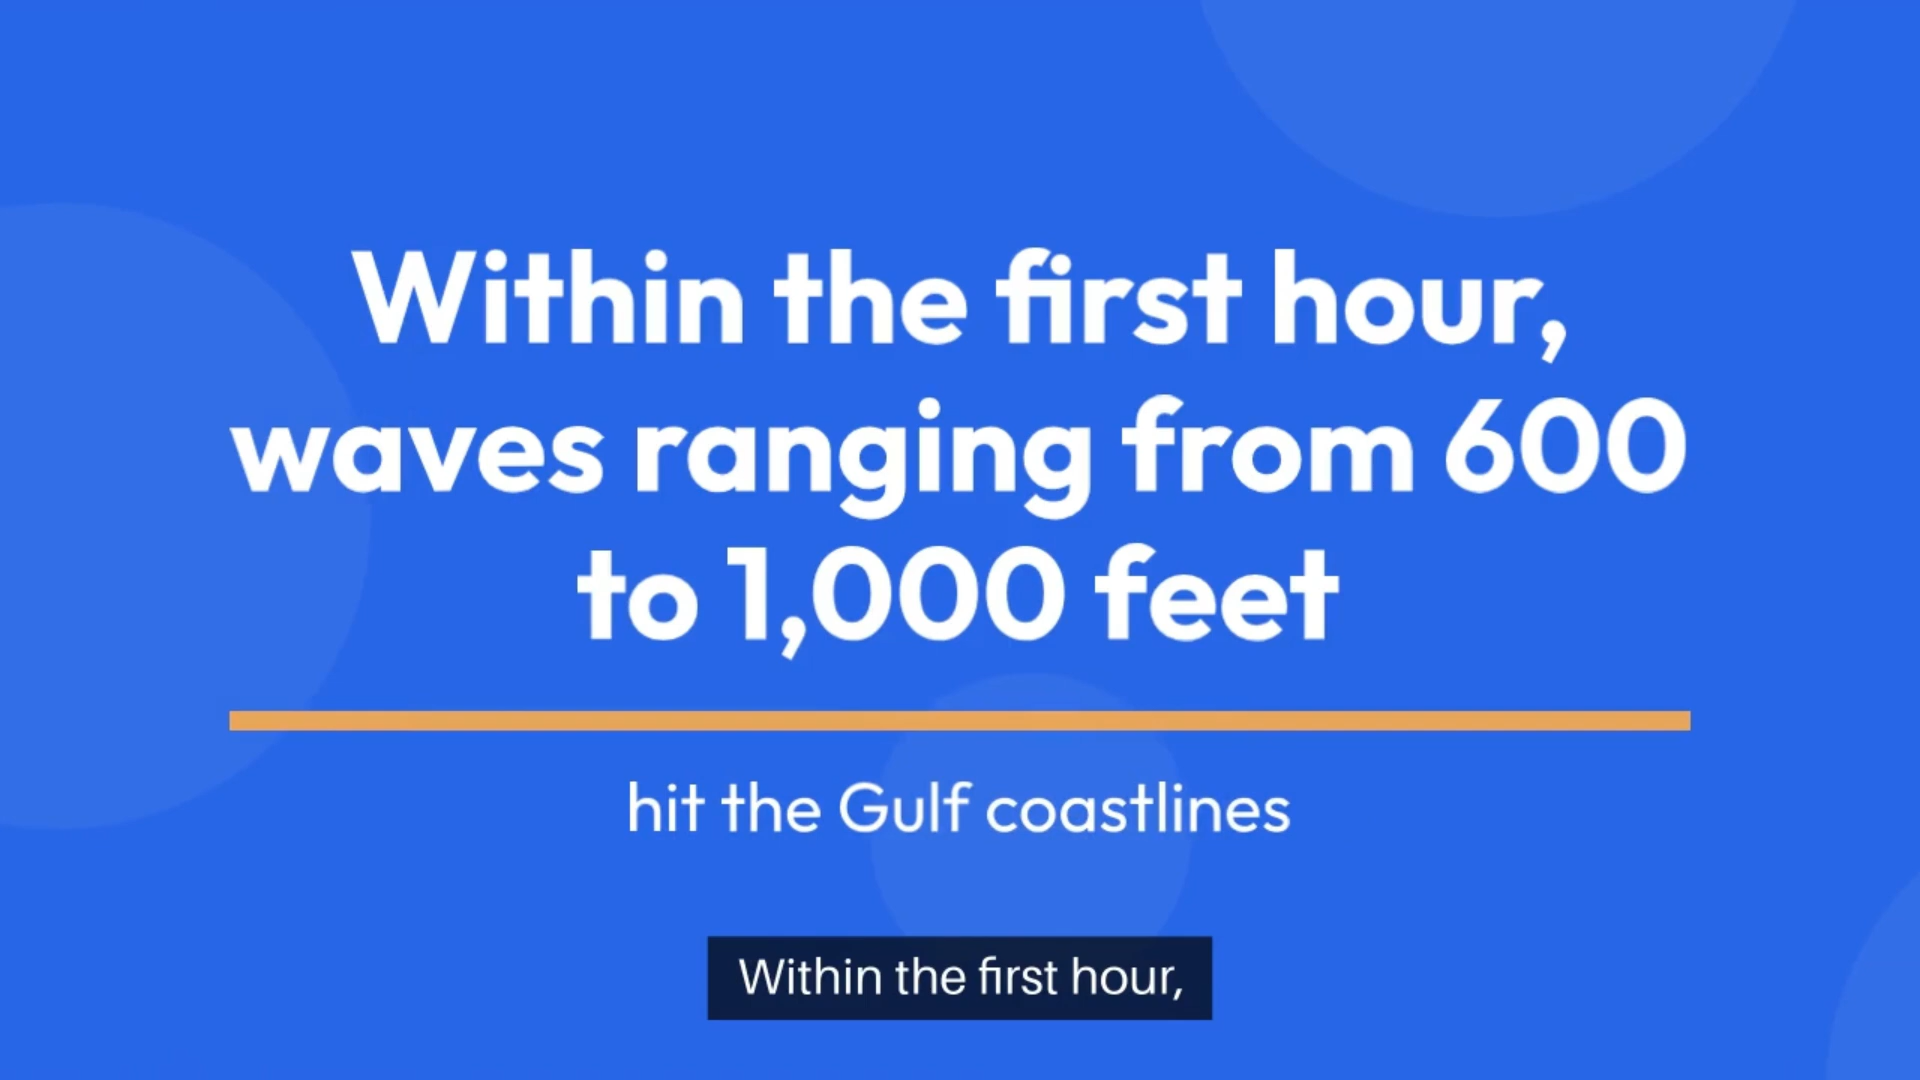 Within the first hour,
waves ranging from 600
to 1,000 feet
hit the Gulf coastlines
Within the first hour,